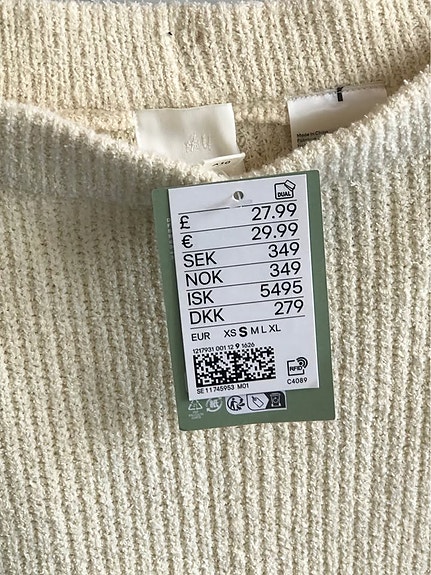 H&M
Made in China
DUAL
£ 27.99
€ 29.99
SEK 349
NOK 349
ISK 5495
DKK 279
EUR XS S M L XL
1217931 001 12 9 1626
SE 11745953 M01
RFID
C4089